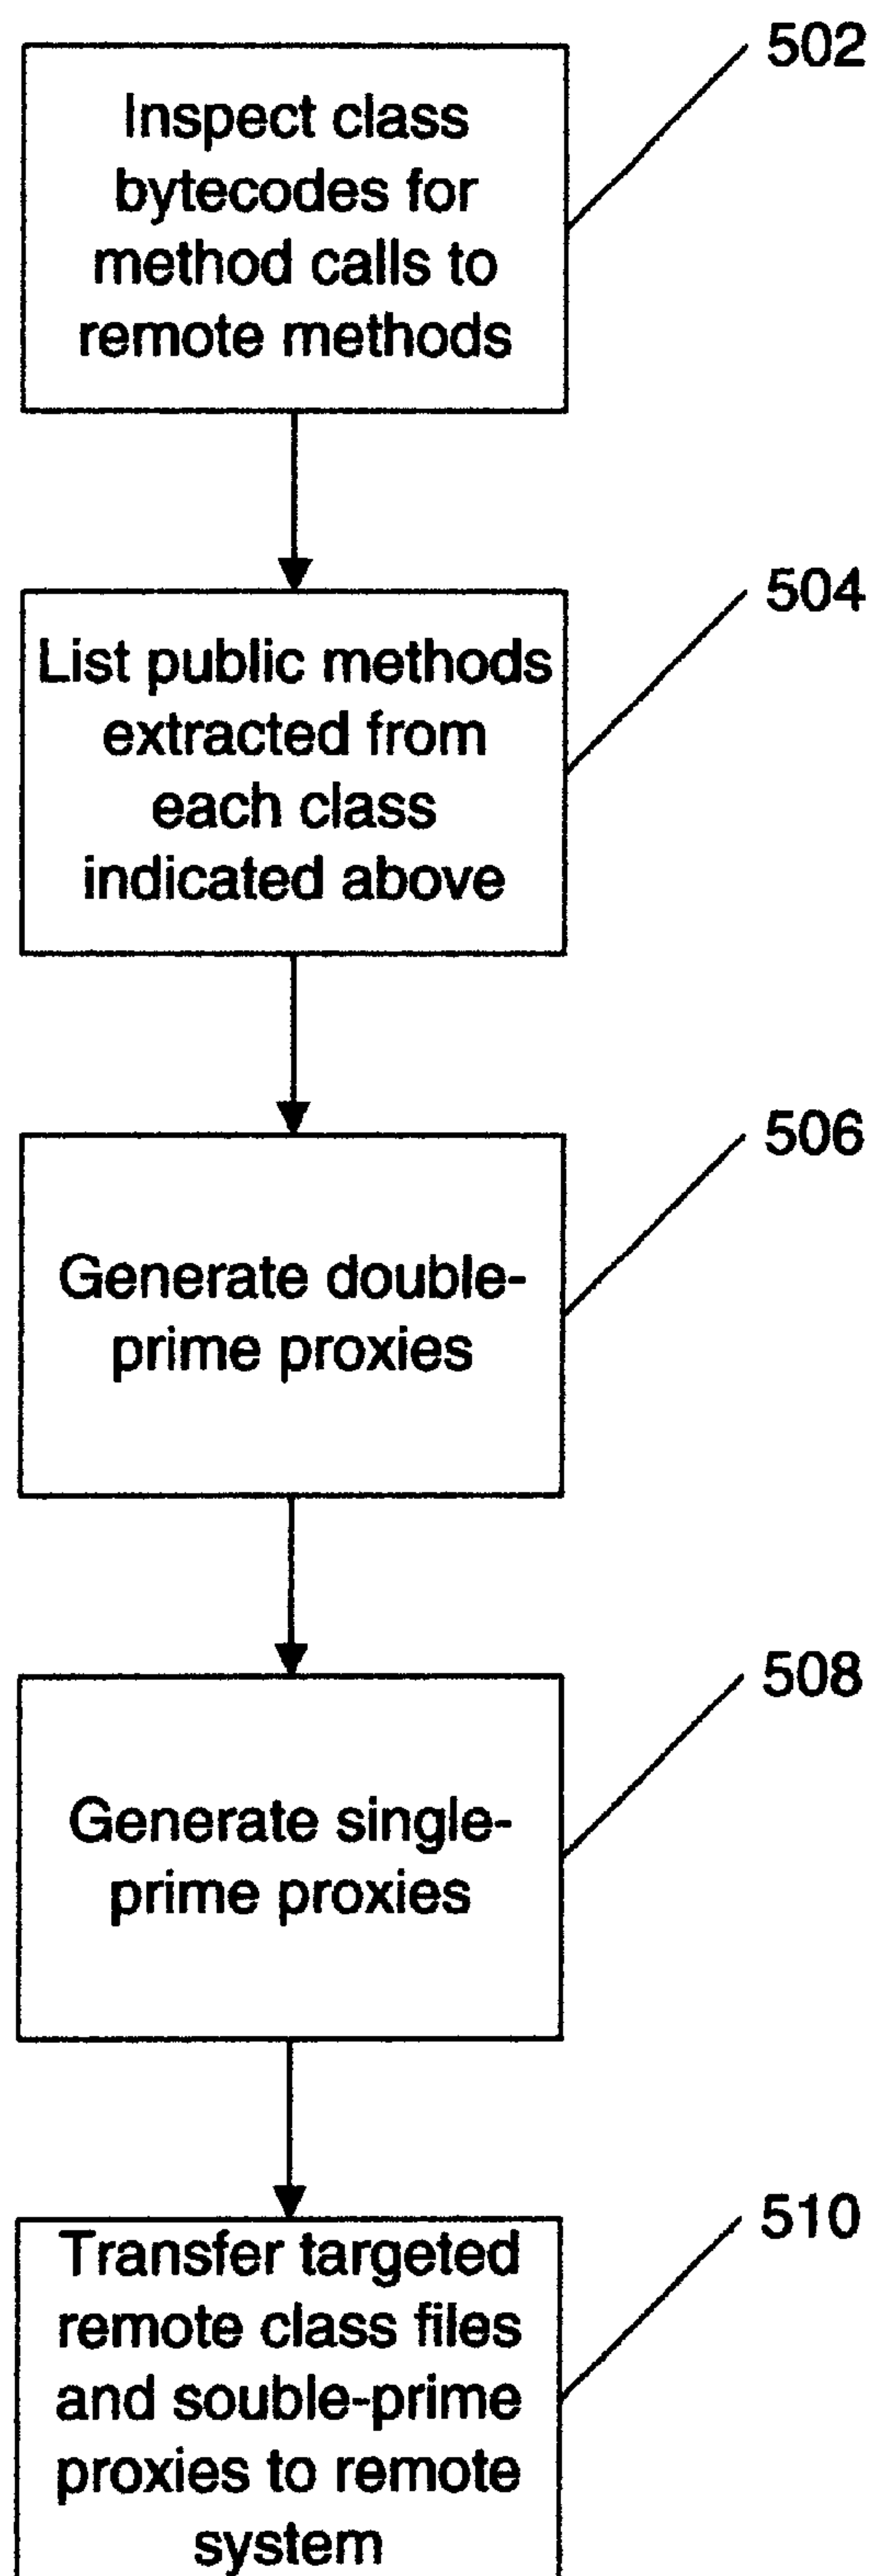 502
Inspect class
bytecodes for
method calls to
remote methods
504
List public methods
extracted from
each class
indicated above
506
Generate double-
prime proxies
508
Generate single-
prime proxies
510
Transfer targeted
remote class files
and souble-prime
proxies to remote
system